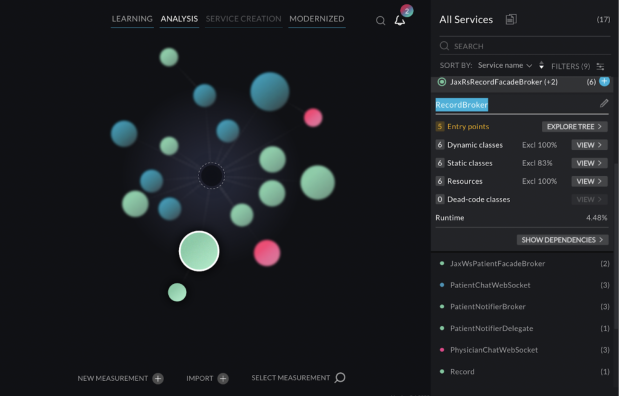 LEARNING ANALYSIS SERVICE CREATION MODERNIZED
2
NEW MEASUREMENT + IMPORT + SELECT MEASUREMENT
All Services (17)
SEARCH
SORT BY: Service name FILTERS (9)
JaxRsRecordFacadeBroker (+2) (6) +
RecordBroker
5 Entry points EXPLORE TREE >
6 Dynamic classes Excl 100% VIEW >
6 Static classes Excl 83% VIEW >
6 Resources Excl 100% VIEW >
0 Dead-code classes VIEW >
Runtime 4.48%
SHOW DEPENDENCIES >
JaxWsPatientFacadeBroker (2)
PatientChatWebSocket (3)
PatientNotifierBroker (3)
PatientNotifierDelegate (1)
PhysicianChatWebSocket (3)
Record (1)